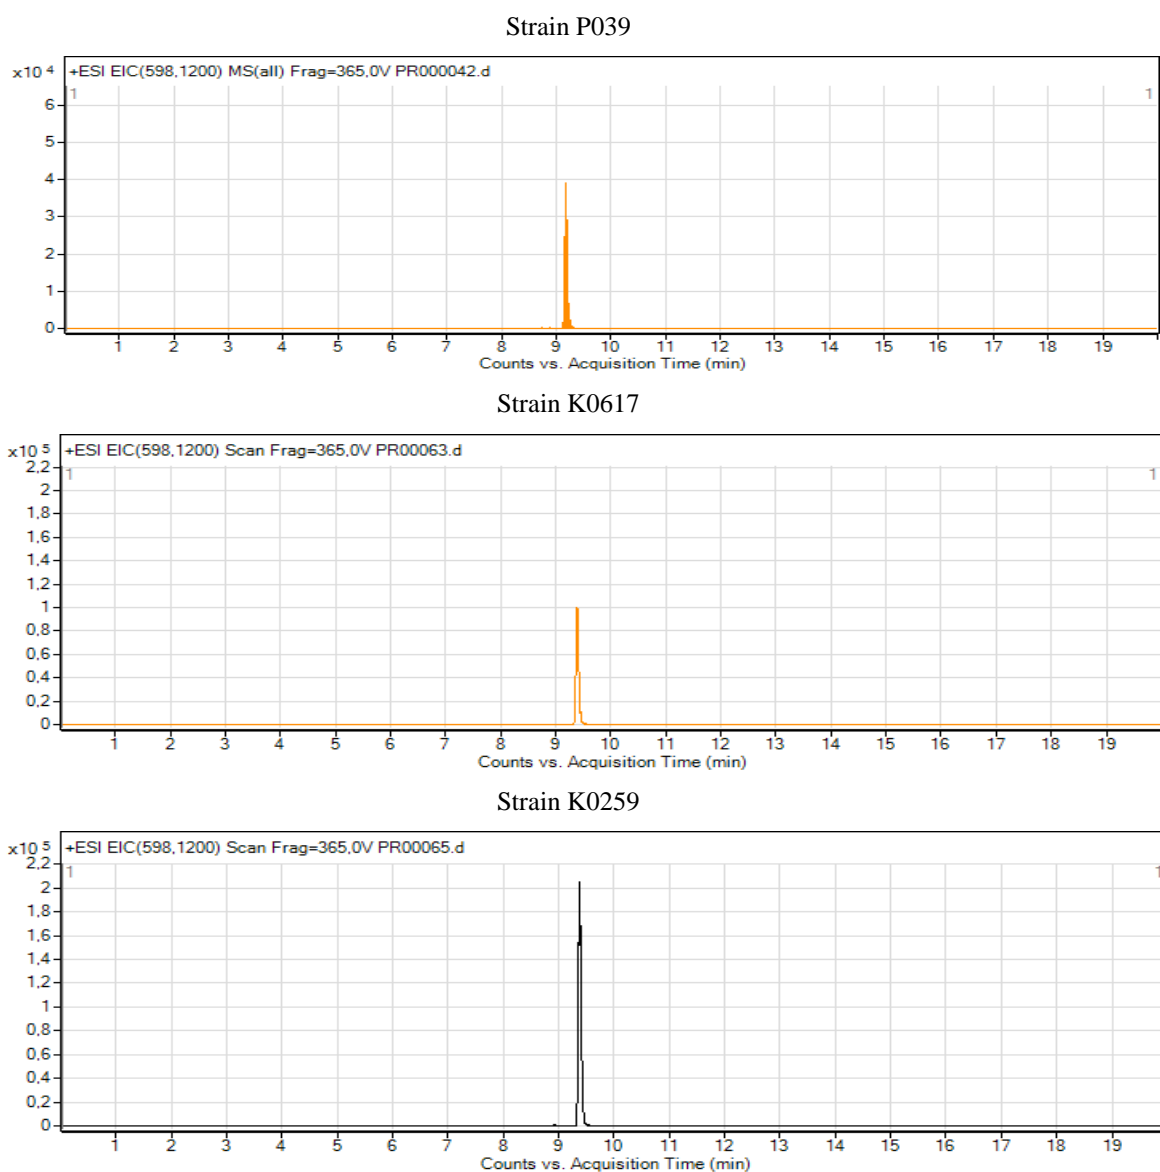 Strain P039
x10 4
+ESI EIC(598,1200) MS(all) Frag=365,0V PR000042.d
1 1
6
5
4
3
2
1
0
1 2 3 4 5 6 7 8 9 10 11 12 13 14 15 16 17 18 19
Counts vs. Acquisition Time (min)
Strain K0617
x10 5
+ESI EIC(598,1200) Scan Frag=365,0V PR00063.d
2,2
1 1
2
1,8
1,6
1,4
1,2
1
0,8
0,6
0,4
0,2
0
1 2 3 4 5 6 7 8 9 10 11 12 13 14 15 16 17 18 19
Counts vs. Acquisition Time (min)
Strain K0259
x10 5
+ESI EIC(598,1200) Scan Frag=365,0V PR00065.d
2,2
1 1
2
1,8
1,6
1,4
1,2
1
0,8
0,6
0,4
0,2
0
1 2 3 4 5 6 7 8 9 10 11 12 13 14 15 16 17 18 19
Counts vs. Acquisition Time (min)